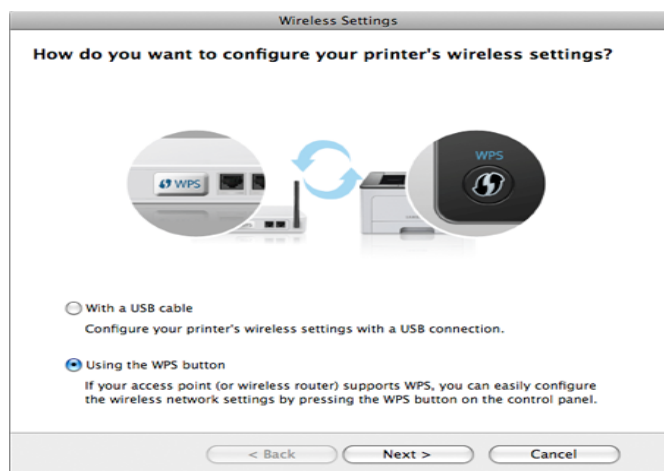 Wireless Settings
How do you want to configure your printer's wireless settings?
WPS
WPS
With a USB cable
Configure your printer's wireless settings with a USB connection.
Using the WPS button
If your access point (or wireless router) supports WPS, you can easily configure
the wireless network settings by pressing the WPS button on the control panel.
< Back
Next >
Cancel